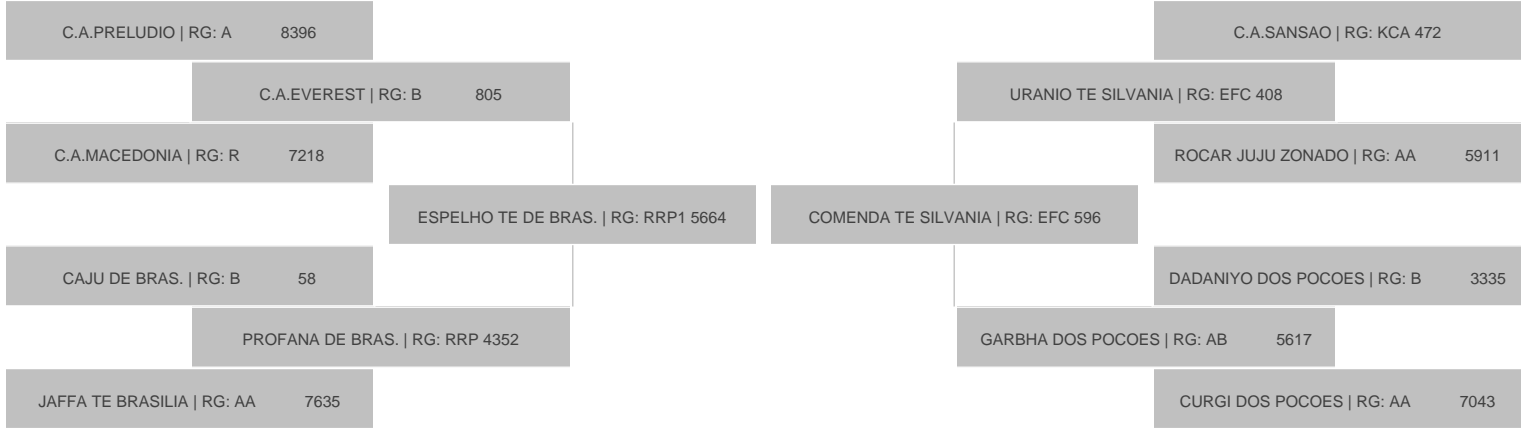 C.A.PRELUDIO | RG: A 8396
C.A.SANSAO | RG: KCA 472
C.A.EVEREST | RG: B 805
URANIO TE SILVANIA | RG: EFC 408
C.A.MACEDONIA | RG: R 7218
ROCAR JUJU ZONADO | RG: AA 5911
ESPELHO TE DE BRAS. | RG: RRP1 5664
COMENDA TE SILVANIA | RG: EFC 596
CAJU DE BRAS. | RG: B 58
DADANIYO DOS POCOES | RG: B 3335
PROFANA DE BRAS. | RG: RRP 4352
GARBHA DOS POCOES | RG: AB 5617
JAFFA TE BRASILIA | RG: AA 7635
CURGI DOS POCOES | RG: AA 7043